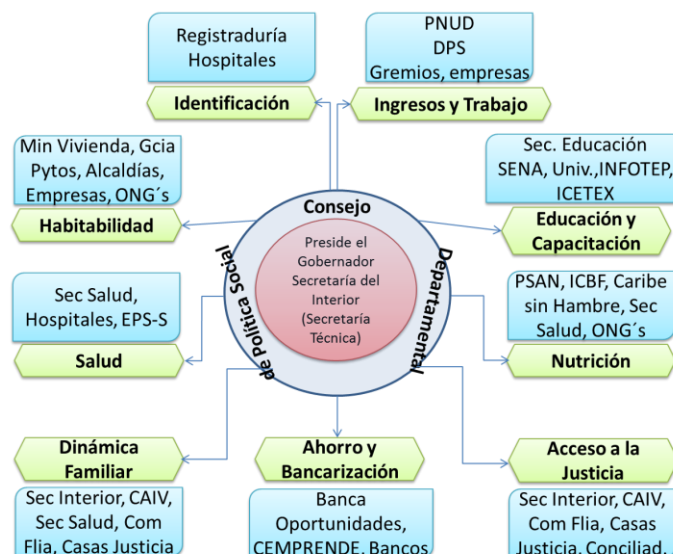 Registraduría
Hospitales
Identificación
PNUD
DPS
Gremios, empresas
Ingresos y Trabajo
Min Vivienda, Gcia
Pytos, Alcaldías,
Empresas, ONG´s
Habitabilidad
Sec. Educación
SENA, Univ.,INFOTEP,
ICETEX
Educación y
Capacitación
Consejo
Departamental
de Política Social
Preside el
Gobernador
Secretaría del
Interior
(Secretaría
Técnica)
Sec Salud,
Hospitales, EPS-S
Salud
PSAN, ICBF, Caribe
sin Hambre, Sec
Salud, ONG´s
Nutrición
Dinámica
Familiar
Sec Interior, CAIV,
Sec Salud, Com
Flia, Casas Justicia
Ahorro y
Bancarización
Banca
Oportunidades,
CEMPRENDE, Bancos
Acceso a la
Justicia
Sec Interior, CAIV,
Com Flia, Casas
Justicia, Conciliad,